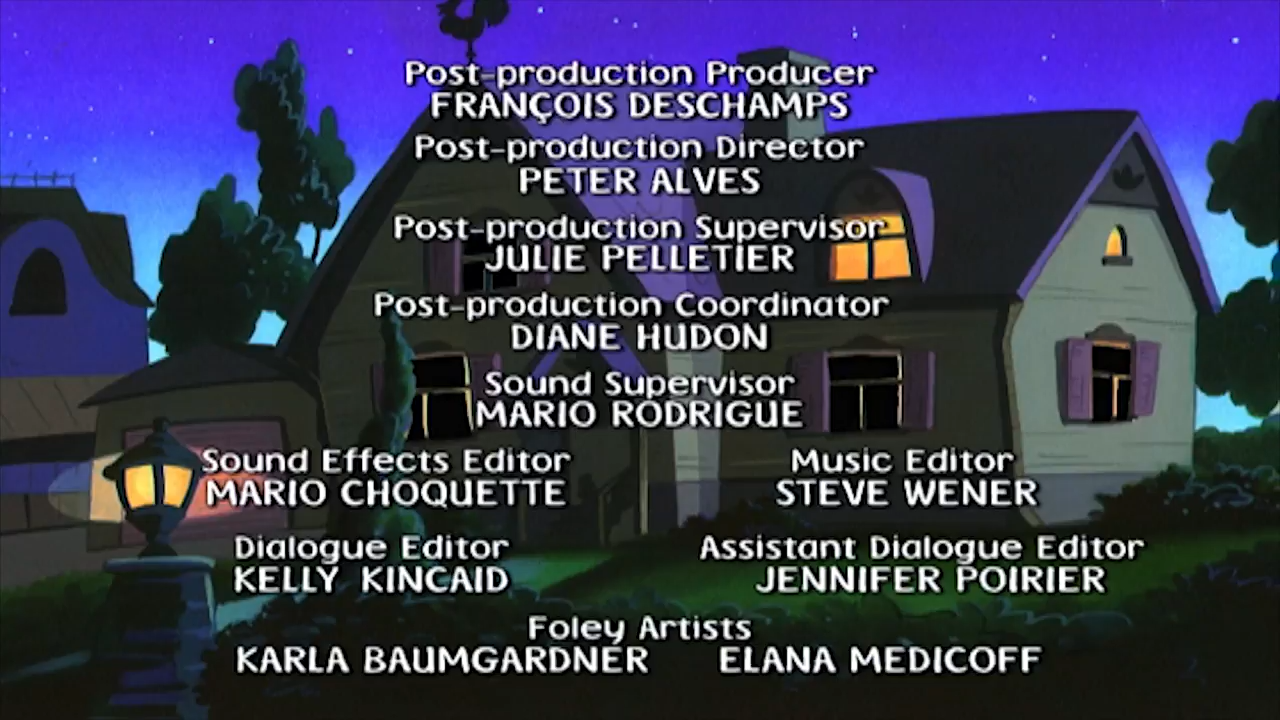 Post-production Producer
FRANÇOIS DESCHAMPS
Post-production Director
PETER ALVES
Post-production Supervisor
JULIE PELLETIER
Post-production Coordinator
DIANE HUDON
Sound Supervisor
MARIO RODRIGUE
Sound Effects Editor
MARIO CHOQUETTE
Music Editor
STEVE WENER
Dialogue Editor
KELLY KINCAID
Assistant Dialogue Editor
JENNIFER POIRIER
Foley Artists
KARLA BAUMGARDNER ELANA MEDICOFF